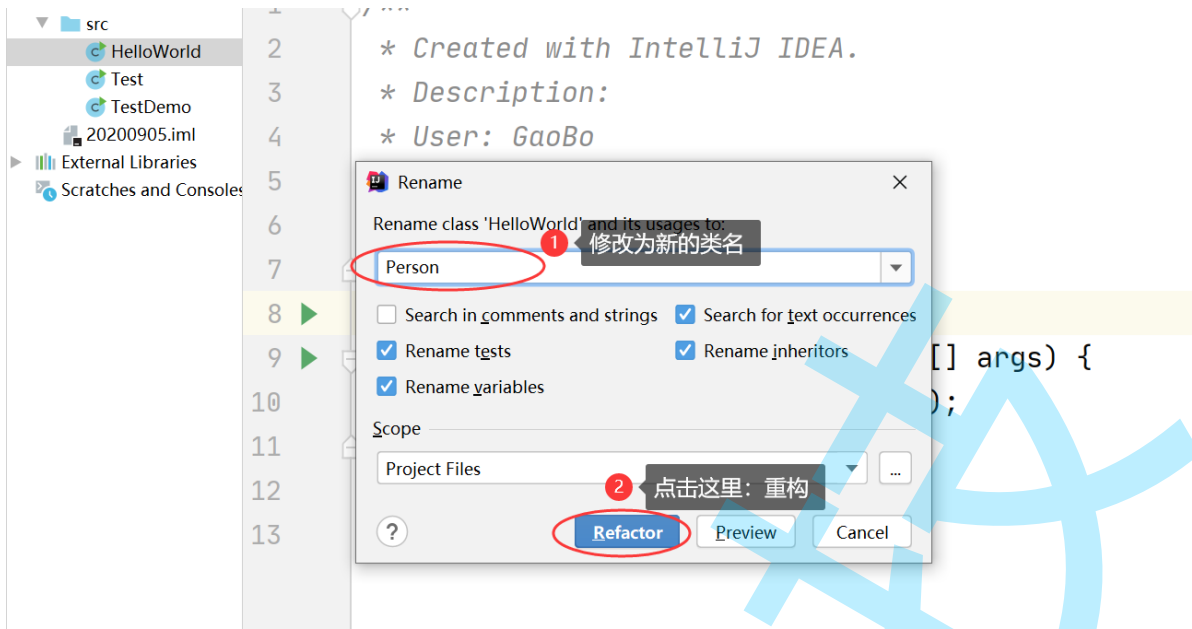 src
HelloWorld
Test
TestDemo
20200905.iml
External Libraries
Scratches and Consoles
1 /**
2 * Created with IntelliJ IDEA.
3 * Description:
4 * User: GaoBo
5
6
7
8
9 [] args) {
10 );
11
12
13
Rename
Rename class 'HelloWorld' and its usages to:
1 修改为新的类名
Person
Search in comments and strings
Search for text occurrences
Rename tests
Rename inheritors
Rename variables
Scope
Project Files
...
2 点击这里：重构
?
Refactor
Preview
Cancel